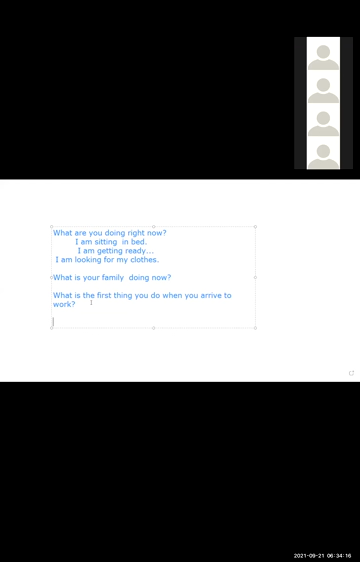 What are you doing right now?
I am sitting  in bed.
I am getting ready...
I am looking for my clothes.
What is your family  doing now?
What is the first thing you do when you arrive to
work?
2021-09-21 06:34:16